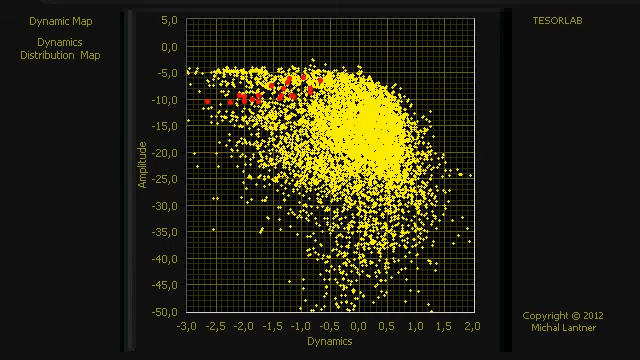 Dynamic Map
Dynamics
Distribution Map
TESORLAB
5,0
0,0
-5,0
-10,0
-15,0
-20,0
-25,0
-30,0
-35,0
-40,0
-45,0
-50,0
Amplitude
-3,0 -2,5 -2,0 -1,5 -1,0 -0,5 0,0 0,5 1,0 1,5 2,0
Dynamics
Copyright © 2012
Michal Lantner